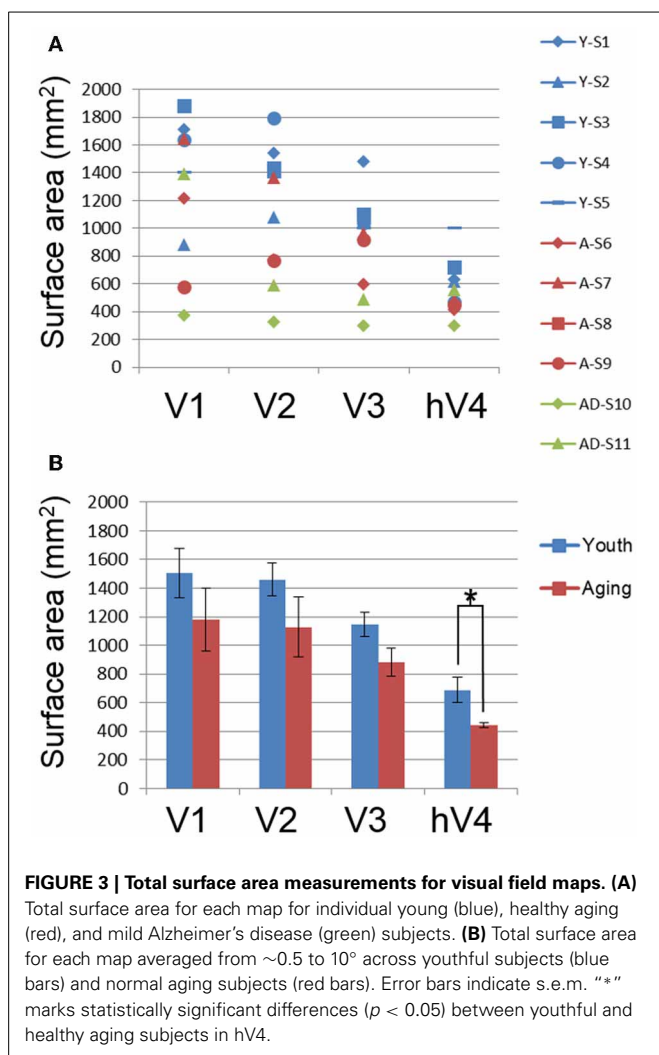 A
Surface area (mm²)
2000
1800
1600
1400
1200
1000
800
600
400
200
0
V1 V2 V3 hV4
Y-S1
Y-S2
Y-S3
Y-S4
Y-S5
A-S6
A-S7
A-S8
A-S9
AD-S10
AD-S11
B
Surface area (mm²)
2000
1800
1600
1400
1200
1000
800
600
400
200
0
*
V1 V2 V3 hV4
Youth
Aging
FIGURE 3 | Total surface area measurements for visual field maps. (A)
Total surface area for each map for individual young (blue), healthy aging
(red), and mild Alzheimer's disease (green) subjects. (B) Total surface area
for each map averaged from ~0.5 to 10° across youthful subjects (blue
bars) and normal aging subjects (red bars). Error bars indicate s.e.m. "*"
marks statistically significant differences (p < 0.05) between youthful and
healthy aging subjects in hV4.